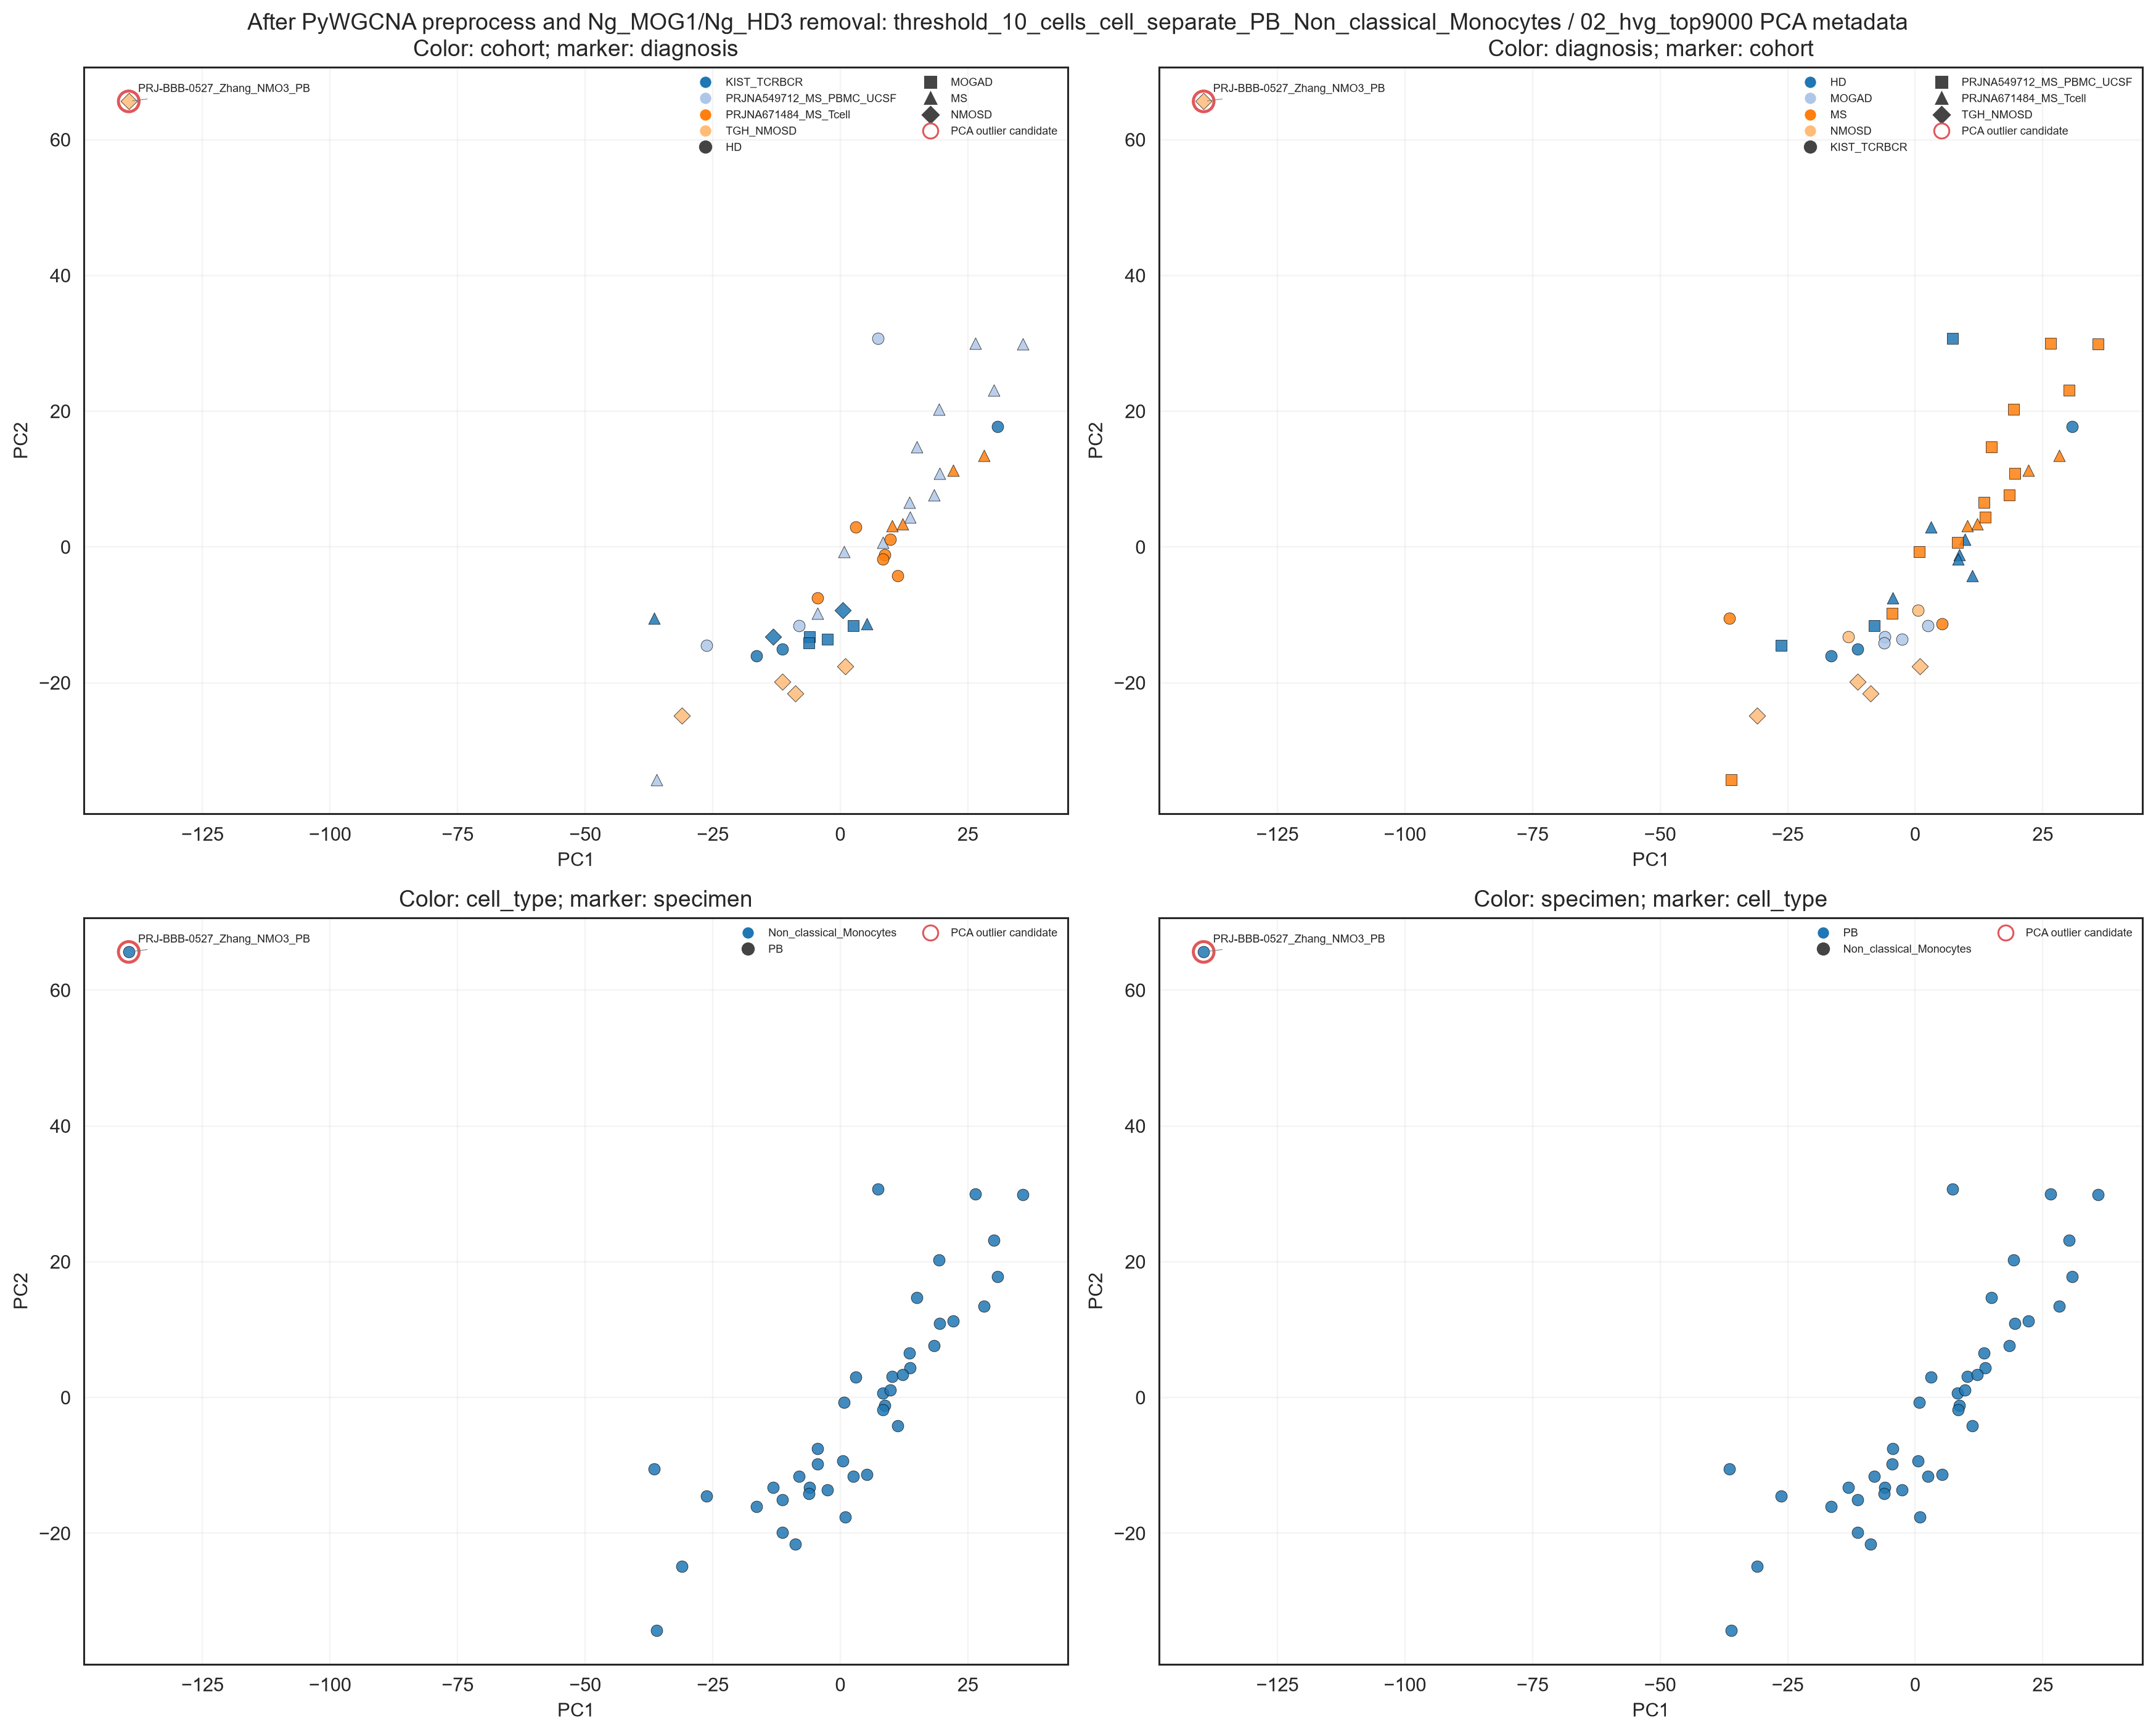 After PyWGCNA preprocess and Ng_MOG1/Ng_HD3 removal: threshold_10_cells_cell_separate_PB_Non_classical_Monocytes / 02_hvg_top9000 PCA metadata
Color: cohort; marker: diagnosis
PRJ-BBB-0527_Zhang_NMO3_PB
KIST_TCRBCR
PRJNA549712_MS_PBMC_UCSF
PRJNA671484_MS_Tcell
TGH_NMOSD
HD
MOGAD
MS
NMOSD
PCA outlier candidate
60
40
20
0
−20
PC2
−125
−100
−75
−50
−25
0
25
PC1
Color: diagnosis; marker: cohort
PRJ-BBB-0527_Zhang_NMO3_PB
HD
MOGAD
MS
NMOSD
KIST_TCRBCR
PRJNA549712_MS_PBMC_UCSF
PRJNA671484_MS_Tcell
TGH_NMOSD
PCA outlier candidate
60
40
20
0
−20
PC2
−125
−100
−75
−50
−25
0
25
PC1
Color: cell_type; marker: specimen
PRJ-BBB-0527_Zhang_NMO3_PB
Non_classical_Monocytes
PB
PCA outlier candidate
60
40
20
0
−20
PC2
−125
−100
−75
−50
−25
0
25
PC1
Color: specimen; marker: cell_type
PRJ-BBB-0527_Zhang_NMO3_PB
PB
Non_classical_Monocytes
PCA outlier candidate
60
40
20
0
−20
PC2
−125
−100
−75
−50
−25
0
25
PC1